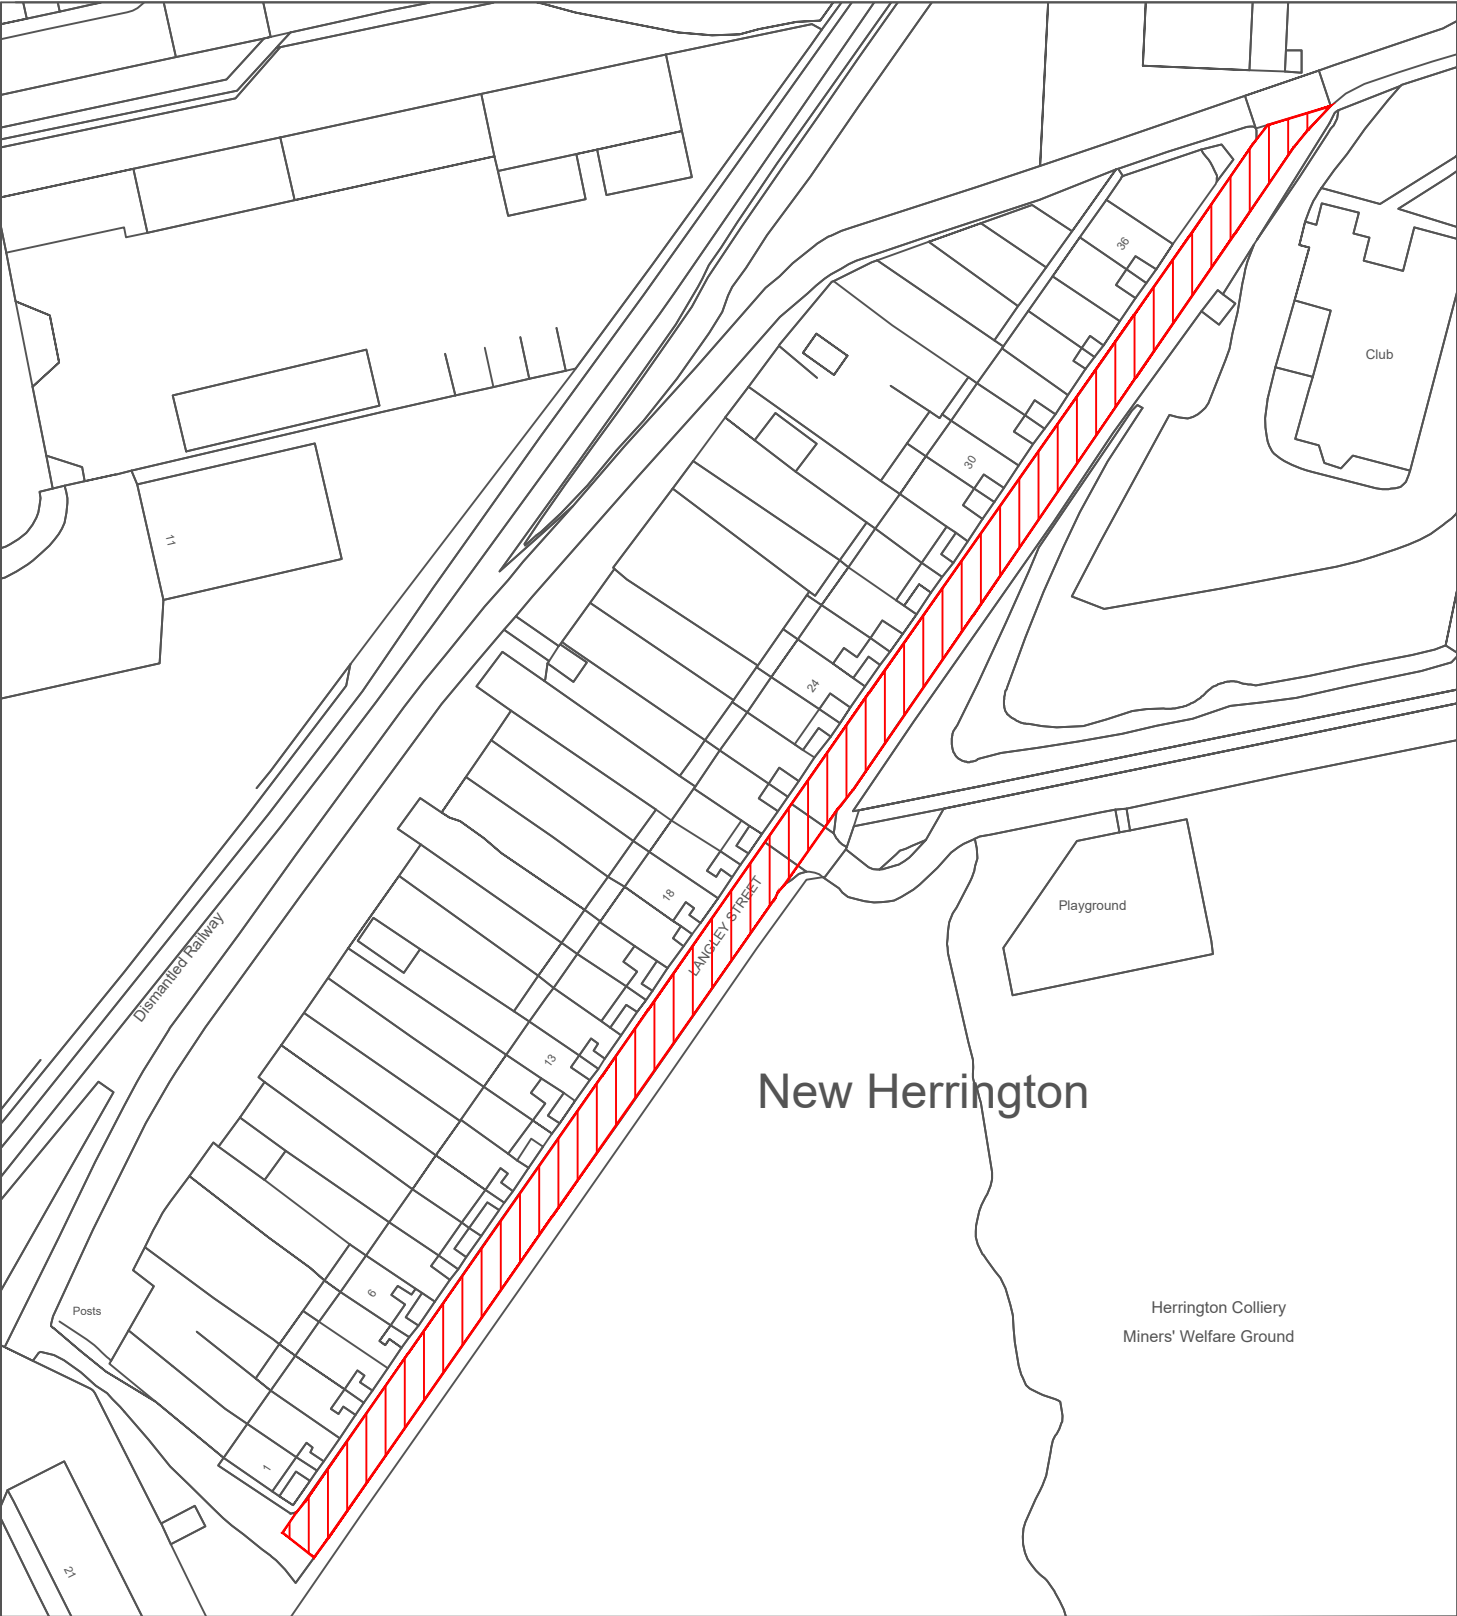 36
Club
30
11
24
18
LANGLEY STREET
Playground
Dismantled Railway
13
New Herrington
6
Posts
Herrington Colliery
Miners' Welfare Ground
1
21